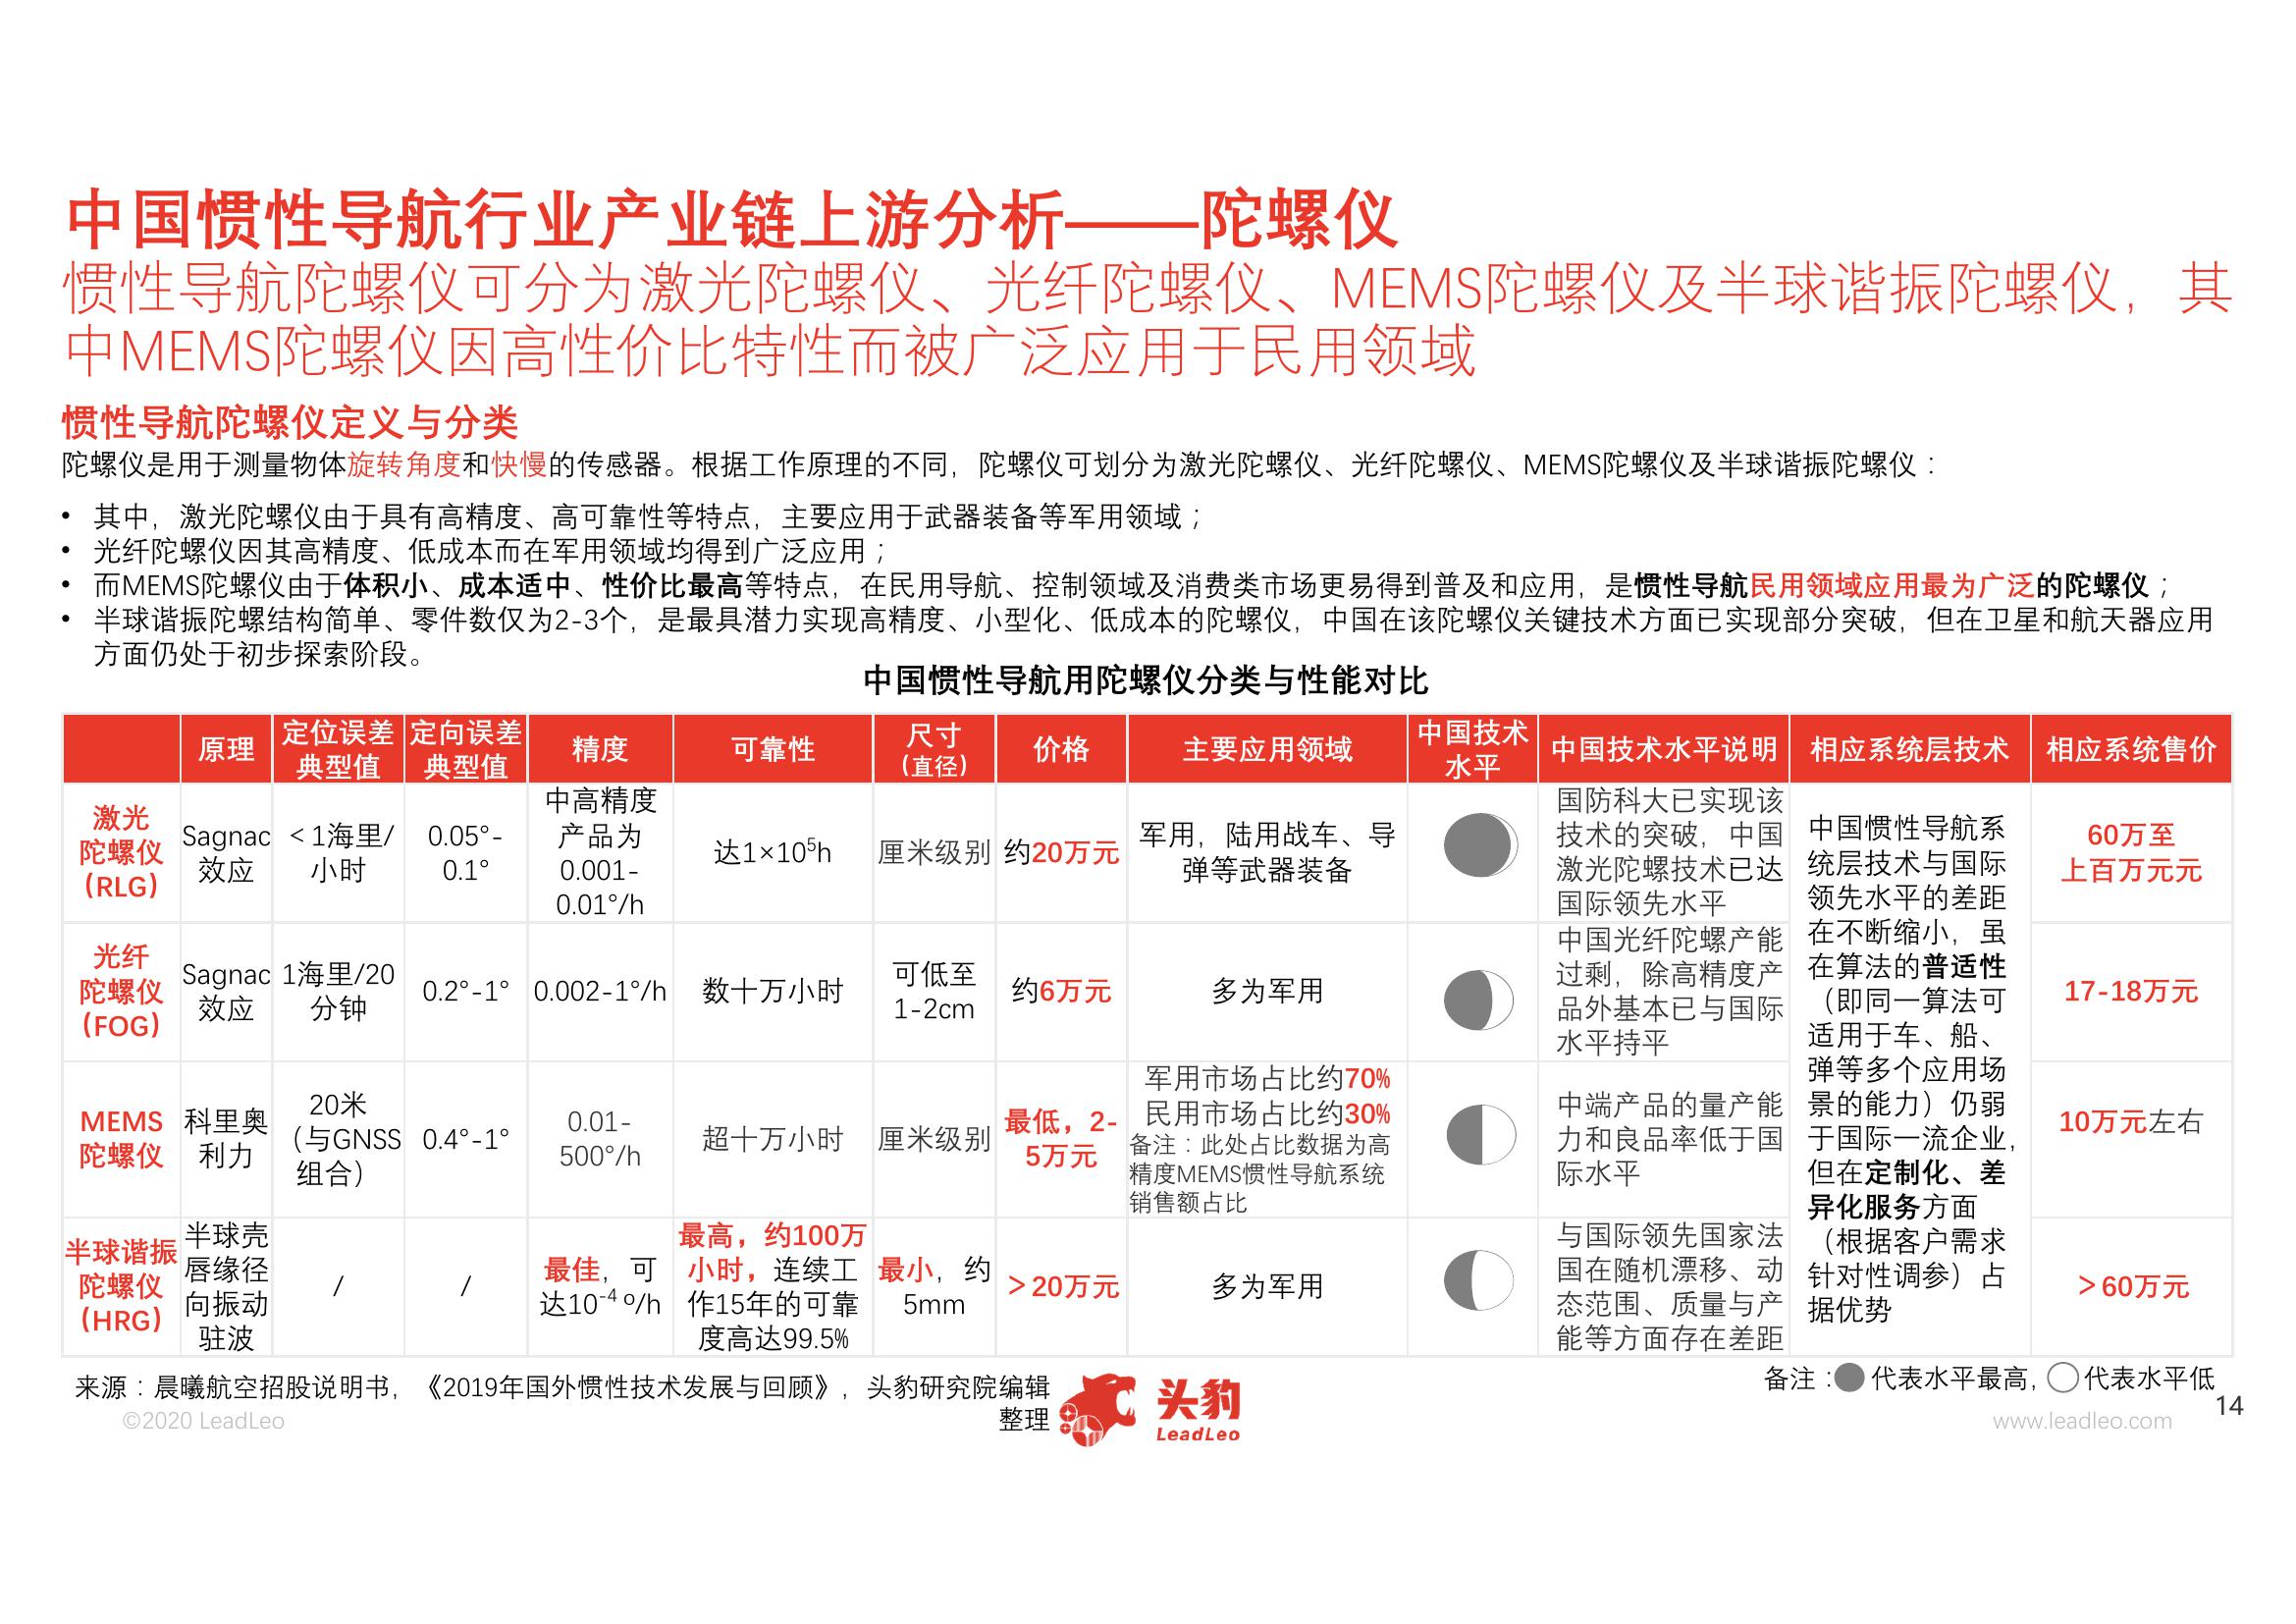 中国惯性导航行业产业链上游分析——陀螺仪
惯性导航陀螺仪可分为激光陀螺仪、光纤陀螺仪、MEMS陀螺仪及半球谐振陀螺仪，其
中MEMS陀螺仪因高性价比特性而被广泛应用于民用领域
惯性导航陀螺仪定义与分类
陀螺仪是用于测量物体旋转角度和快慢的传感器。根据工作原理的不同，陀螺仪可划分为激光陀螺仪、光纤陀螺仪、MEMS陀螺仪及半球谐振陀螺仪：
• 其中，激光陀螺仪由于具有高精度、高可靠性等特点，主要应用于武器装备等军用领域；
• 光纤陀螺仪因其高精度、低成本而在军用领域均得到广泛应用；
• 而MEMS陀螺仪由于体积小、成本适中、性价比最高等特点，在民用导航、控制领域及消费类市场更易得到普及和应用，是惯性导航民用领域应用最为广泛的陀螺仪；
• 半球谐振陀螺结构简单、零件数仅为2-3个，是最具潜力实现高精度、小型化、低成本的陀螺仪，中国在该陀螺仪关键技术方面已实现部分突破，但在卫星和航天器应用
方面仍处于初步探索阶段。
中国惯性导航用陀螺仪分类与性能对比
原理
定位误差
典型值
定向误差
典型值
精度
可靠性
尺寸
（直径）
价格
主要应用领域
中国技术
水平
中国技术水平说明
相应系统层技术
相应系统售价
激光
陀螺仪
（RLG）
Sagnac
效应
＜1海里/
小时
0.05°-
0.1°
中高精度
产品为
0.001-
0.01°/h
达1×10⁵h
厘米级别
约20万元
军用，陆用战车、导
弹等武器装备
国防科大已实现该
技术的突破，中国
激光陀螺技术已达
国际领先水平
中国惯性导航系
统层技术与国际
领先水平的差距
在不断缩小，虽
在算法的普适性
（即同一算法可
适用于车、船、
弹等多个应用场
景的能力）仍弱
于国际一流企业，
但在定制化、差
异化服务方面
（根据客户需求
针对性调参）占
据优势
60万至
上百万元元
光纤
陀螺仪
（FOG）
Sagnac
效应
1海里/20
分钟
0.2°-1°
0.002-1°/h
数十万小时
可低至
1-2cm
约6万元
多为军用
中国光纤陀螺产能
过剩，除高精度产
品外基本已与国际
水平持平
17-18万元
MEMS
陀螺仪
科里奥
利力
20米
（与GNSS
组合）
0.4°-1°
0.01-
500°/h
超十万小时
厘米级别
最低，2-
5万元
军用市场占比约70%
民用市场占比约30%
备注：此处占比数据为高
精度MEMS惯性导航系统
销售额占比
中端产品的量产能
力和良品率低于国
际水平
10万元左右
半球谐振
陀螺仪
（HRG）
半球壳
唇缘径
向振动
驻波
/
/
最佳，可
达10⁻⁴ º/h
最高，约100万
小时，连续工
作15年的可靠
度高达99.5%
最小，约
5mm
＞20万元
多为军用
与国际领先国家法
国在随机漂移、动
态范围、质量与产
能等方面存在差距
＞60万元
来源：晨曦航空招股说明书，《2019年国外惯性技术发展与回顾》，头豹研究院编辑
整理
备注：代表水平最高，代表水平低
©2020 LeadLeo
头豹
LeadLeo
www.leadleo.com
14